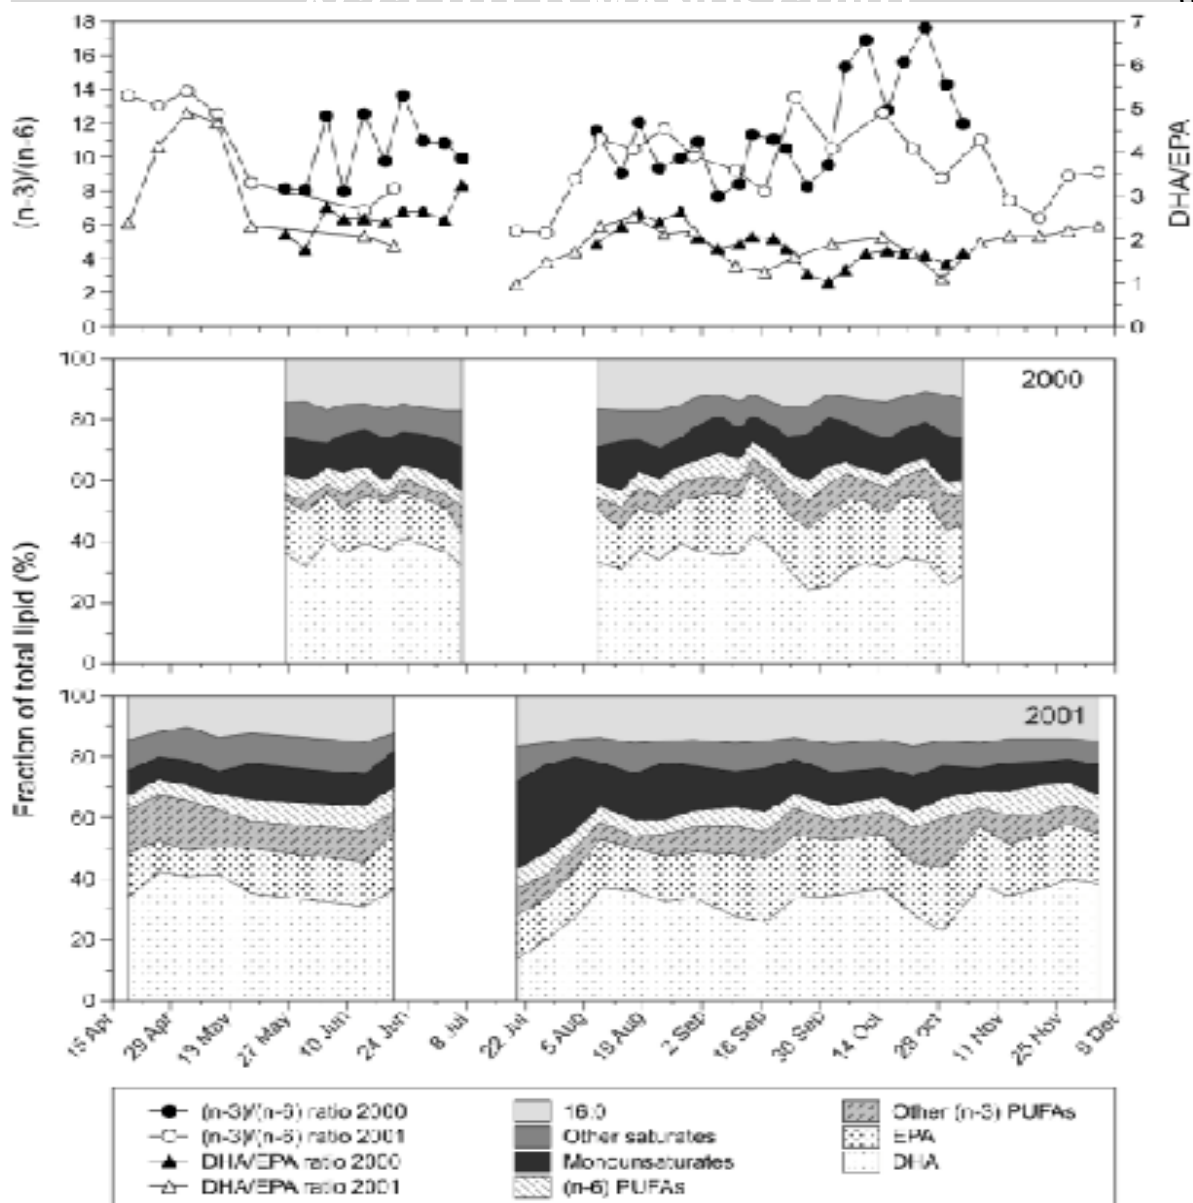 18
16
14
12
10
8
6
4
2
0
(n-3)/(n-6)
7
6
5
4
3
2
1
0
DHA/EPA
100
80
60
40
20
0
2000
Fraction of total lipid (%)
100
80
60
40
20
0
2001
15 Apr
29 Apr
13 May
27 May
10 Jun
24 Jun
8 Jul
22 Jul
5 Aug
19 Aug
2 Sep
16 Sep
30 Sep
14 Oct
28 Oct
11 Nov
25 Nov
9 Dec
(n-3)/(n-6) ratio 2000
(n-3)/(n-6) ratio 2001
DHA/EPA ratio 2000
DHA/EPA ratio 2001
16.0
Other saturates
Monounsaturates
(n-6) PUFAs
Other (n-3) PUFAs
EPA
DHA